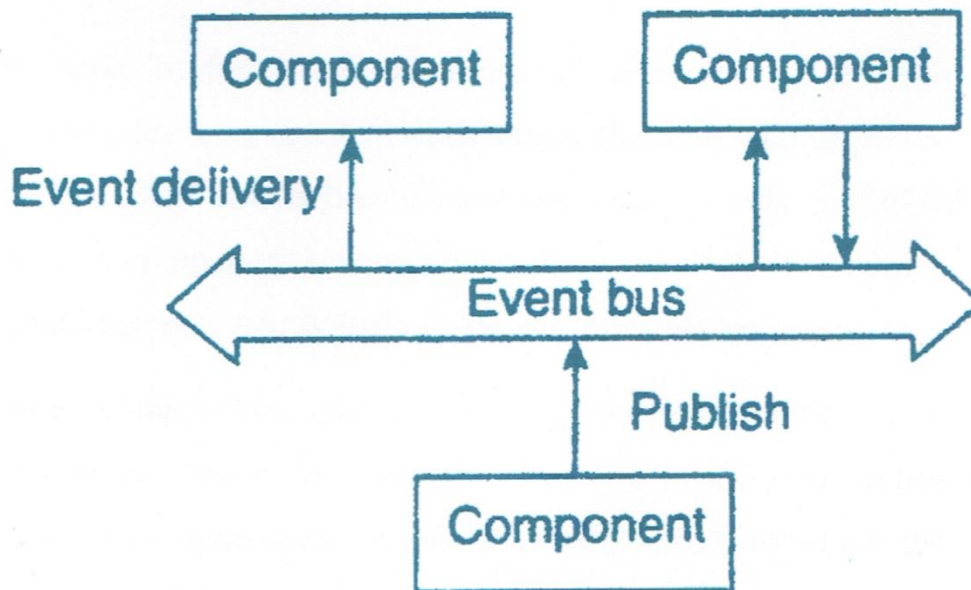 Component
Component
Event delivery
Event bus
Publish
Component